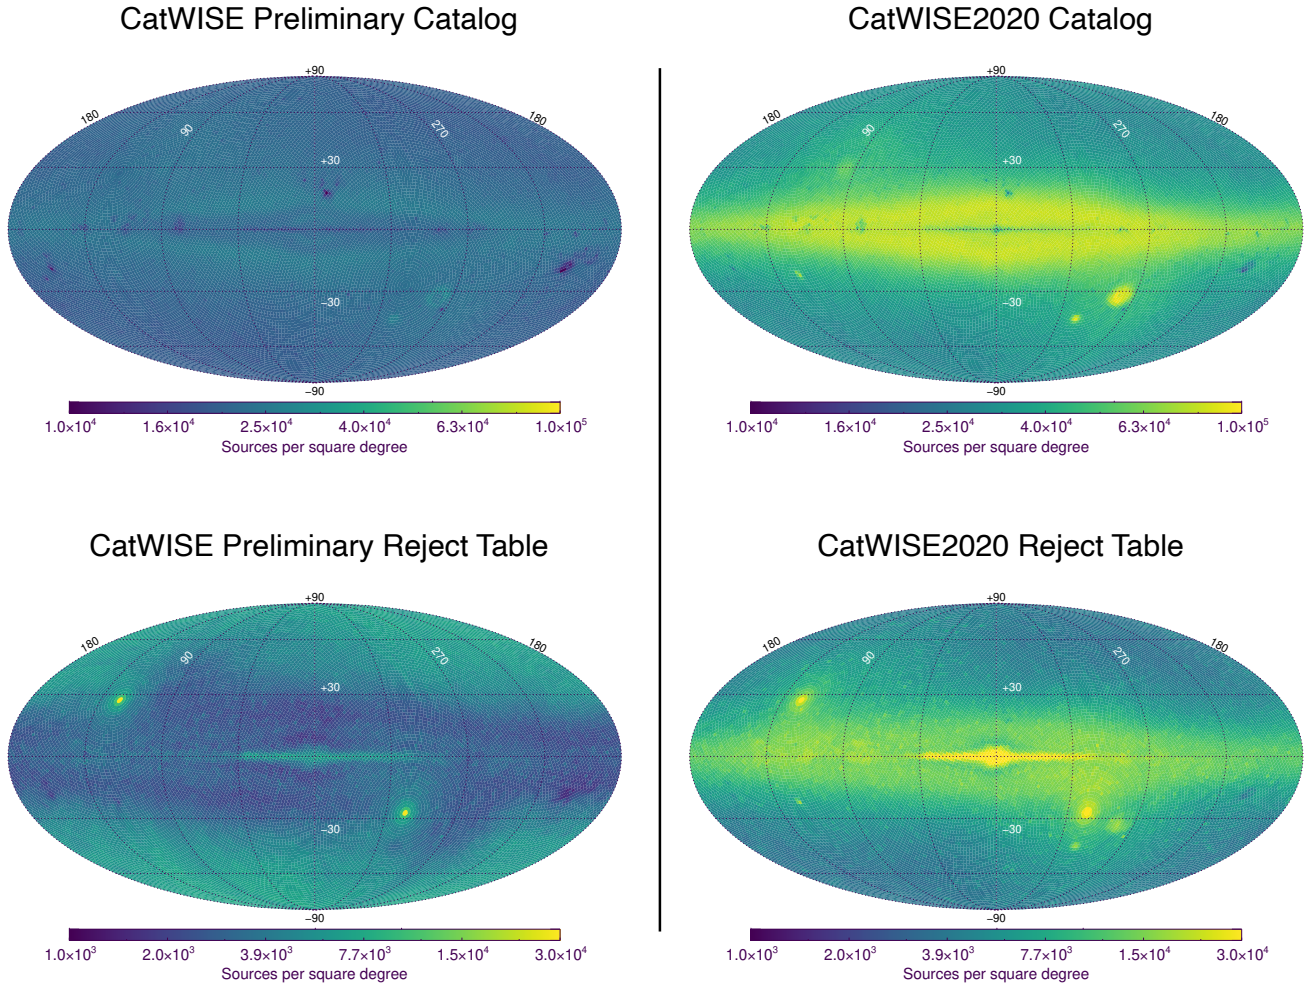 CatWISE Preliminary Catalog
+90
180
90
270
180
+30
−30
−90
1.0×10⁴ 1.6×10⁴ 2.5×10⁴ 4.0×10⁴ 6.3×10⁴ 1.0×10⁵
Sources per square degree
CatWISE2020 Catalog
+90
180
90
270
180
+30
−30
−90
1.0×10⁴ 1.6×10⁴ 2.5×10⁴ 4.0×10⁴ 6.3×10⁴ 1.0×10⁵
Sources per square degree
CatWISE Preliminary Reject Table
+90
180
90
270
180
+30
−30
−90
1.0×10³ 2.0×10³ 3.9×10³ 7.7×10³ 1.5×10⁴ 3.0×10⁴
Sources per square degree
CatWISE2020 Reject Table
+90
180
90
270
180
+30
−30
−90
1.0×10³ 2.0×10³ 3.9×10³ 7.7×10³ 1.5×10⁴ 3.0×10⁴
Sources per square degree